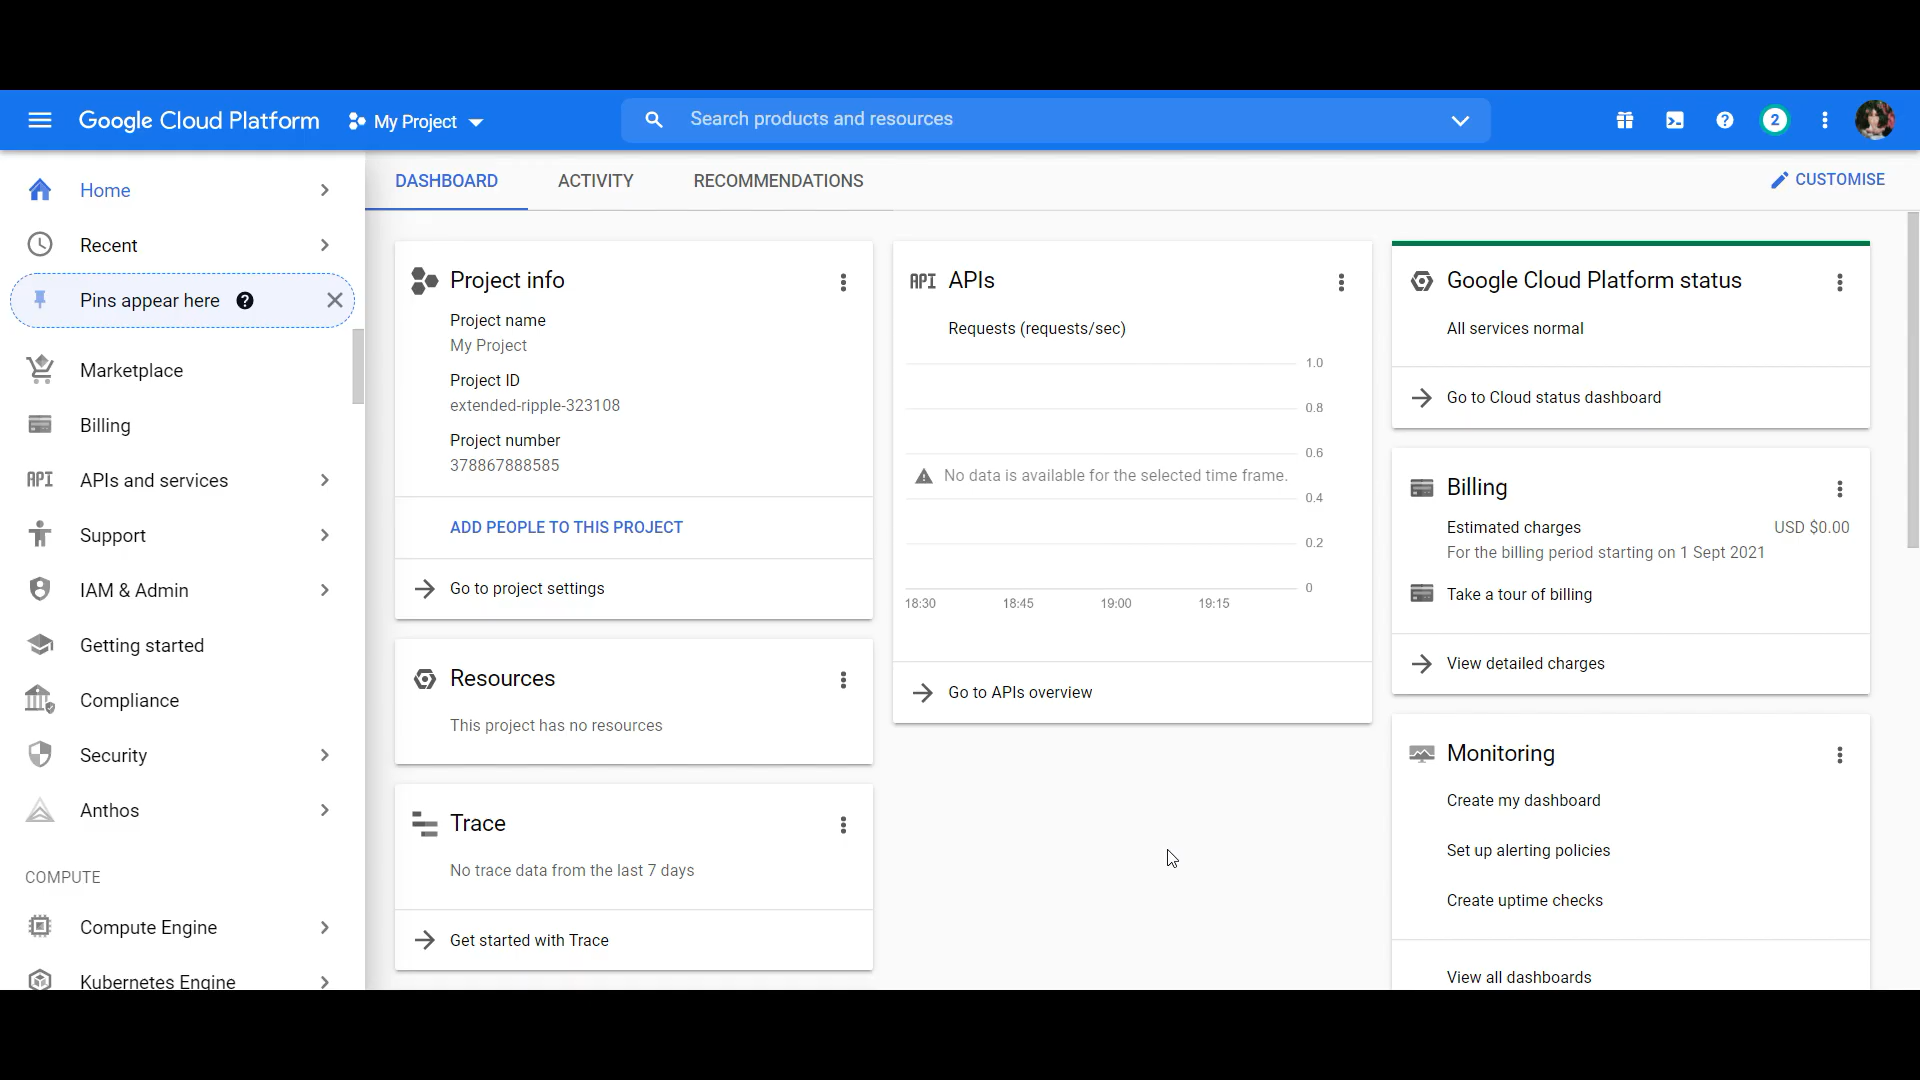 Google Cloud Platform
My Project
Search products and resources
2
Home
Recent
Pins appear here
Marketplace
Billing
API
APIs and services
Support
IAM & Admin
Getting started
Compliance
Security
Anthos
COMPUTE
Compute Engine
Kubernetes Engine
DASHBOARD
ACTIVITY
RECOMMENDATIONS
CUSTOMISE
Project info
Project name
My Project
Project ID
extended-ripple-323108
Project number
378867888585
ADD PEOPLE TO THIS PROJECT
Go to project settings
Resources
This project has no resources
Trace
No trace data from the last 7 days
Get started with Trace
API APIs
Requests (requests/sec)
1.0
0.8
0.6
No data is available for the selected time frame.
0.4
0.2
0
18:30 18:45 19:00 19:15
Go to APIs overview
Google Cloud Platform status
All services normal
Go to Cloud status dashboard
Billing
Estimated charges USD $0.00
For the billing period starting on 1 Sept 2021
Take a tour of billing
View detailed charges
Monitoring
Create my dashboard
Set up alerting policies
Create uptime checks
View all dashboards